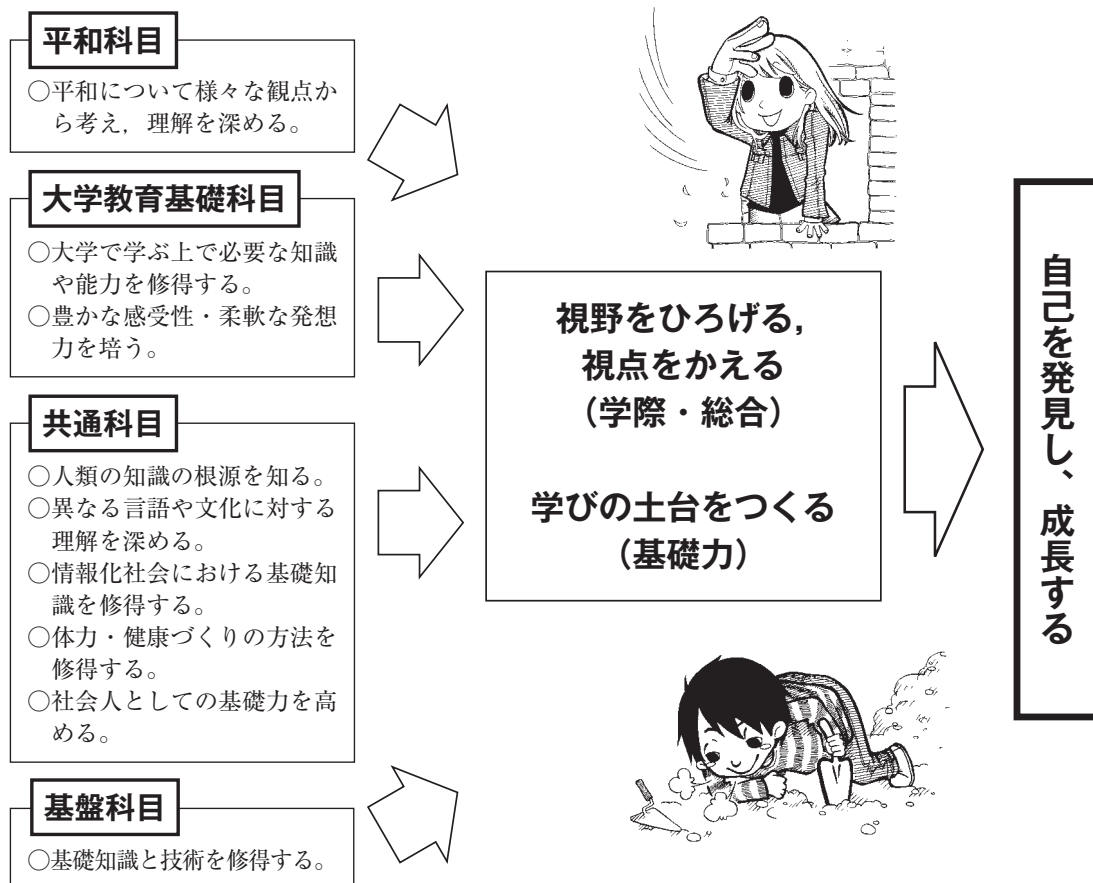 平和科目
○平和について様々な観点か
ら考え，理解を深める。
大学教育基礎科目
○大学で学ぶ上で必要な知識
や能力を修得する。
○豊かな感受性・柔軟な発想
力を培う。
共通科目
○人類の知識の根源を知る。
○異なる言語や文化に対する
理解を深める。
○情報化社会における基礎知
識を修得する。
○体力・健康づくりの方法を
修得する。
○社会人としての基礎力を高
める。
基盤科目
○基礎知識と技術を修得する。
視野をひろげる，
視点をかえる
（学際・総合）
学びの土台をつくる
（基礎力）
自己を発見し、成長する